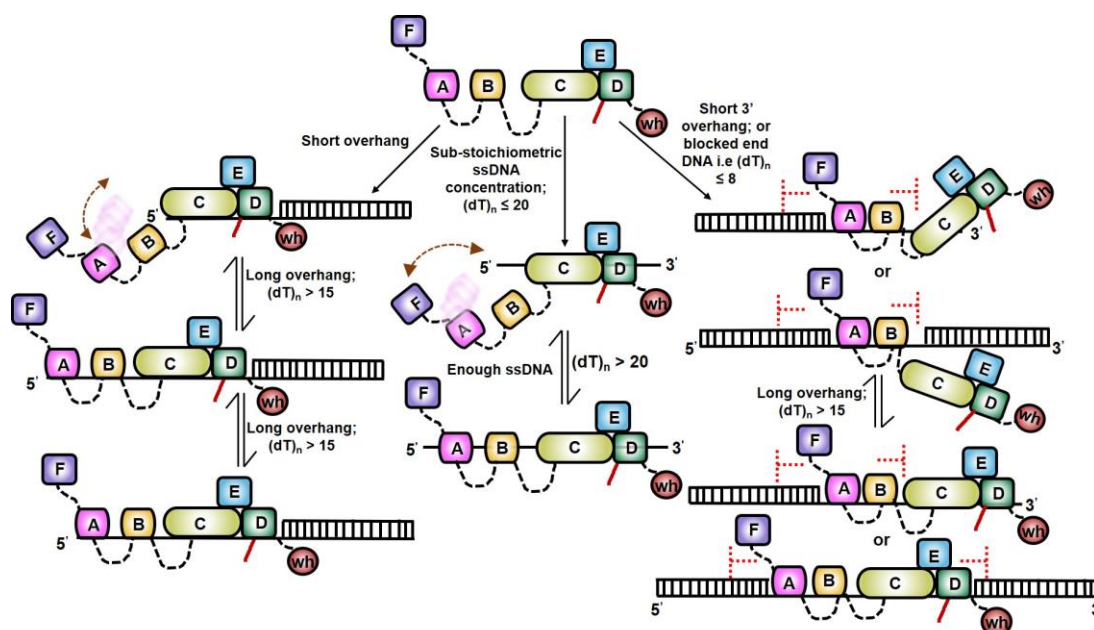 F
E
A
B
C
D
wh
Short overhang
Sub-stoichiometric
ssDNA
concentration;
(dT)n ≤ 20
Short 3’
overhang; or
blocked end
DNA i.e (dT)n
≤ 8
E
C
D
5’
wh
F
A
B
Long overhang;
(dT)n > 15
F
E
A
B
C
D
5’
wh
Long overhang;
(dT)n > 15
F
E
A
B
C
D
5’
wh
E
5’
C
D
3’
wh
F
A
B
Enough ssDNA
(dT)n > 20
F
E
5’
A
B
C
D
3’
wh
F
E
D
wh
A
B
C
3’
or
F
A
B
5’
3’
E
C
D
wh
Long overhang;
(dT)n > 15
F
E
A
B
C
D
3’
wh
or
F
E
A
B
C
D
5’
wh
3’